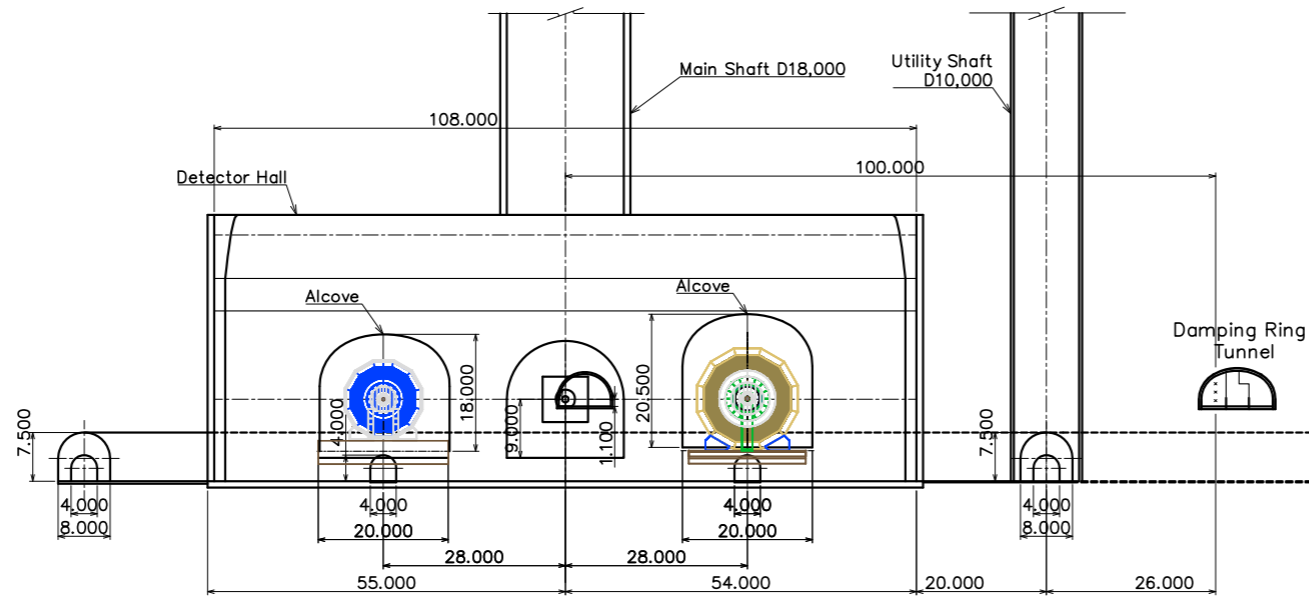 Main Shaft D18,000
Utility Shaft
D10,000
108.000
100.000
Detector Hall
Alcove
Alcove
Damping Ring
Tunnel
7.500
4.000
18.000
9.000
1.100
20.500
7.500
4.000
8.000
4.000
20.000
4.000
20.000
4.000
8.000
28.000
28.000
55.000
54.000
20.000
26.000